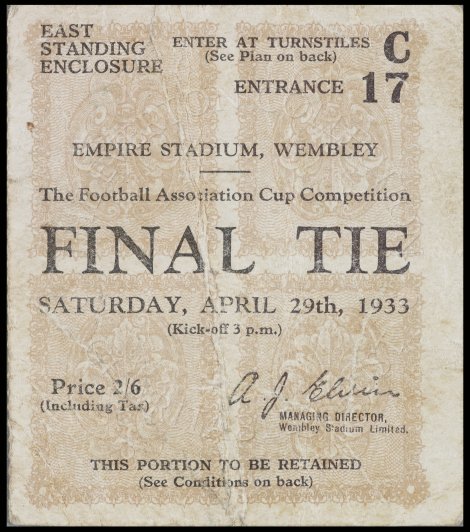 EAST
STANDING
ENCLOSURE
ENTER AT TURNSTILES C
(See Plan on back)
ENTRANCE 17
EMPIRE STADIUM, WEMBLEY
The Football Association Cup Competition
FINAL TIE
SATURDAY, APRIL 29th, 1933
(Kick-off 3 p.m.)
Price 2/6
(Including Tax)
A. J. Elvin
MANAGING DIRECTOR,
Wembley Stadium Limited.
THIS PORTION TO BE RETAINED
(See Conditions on back)